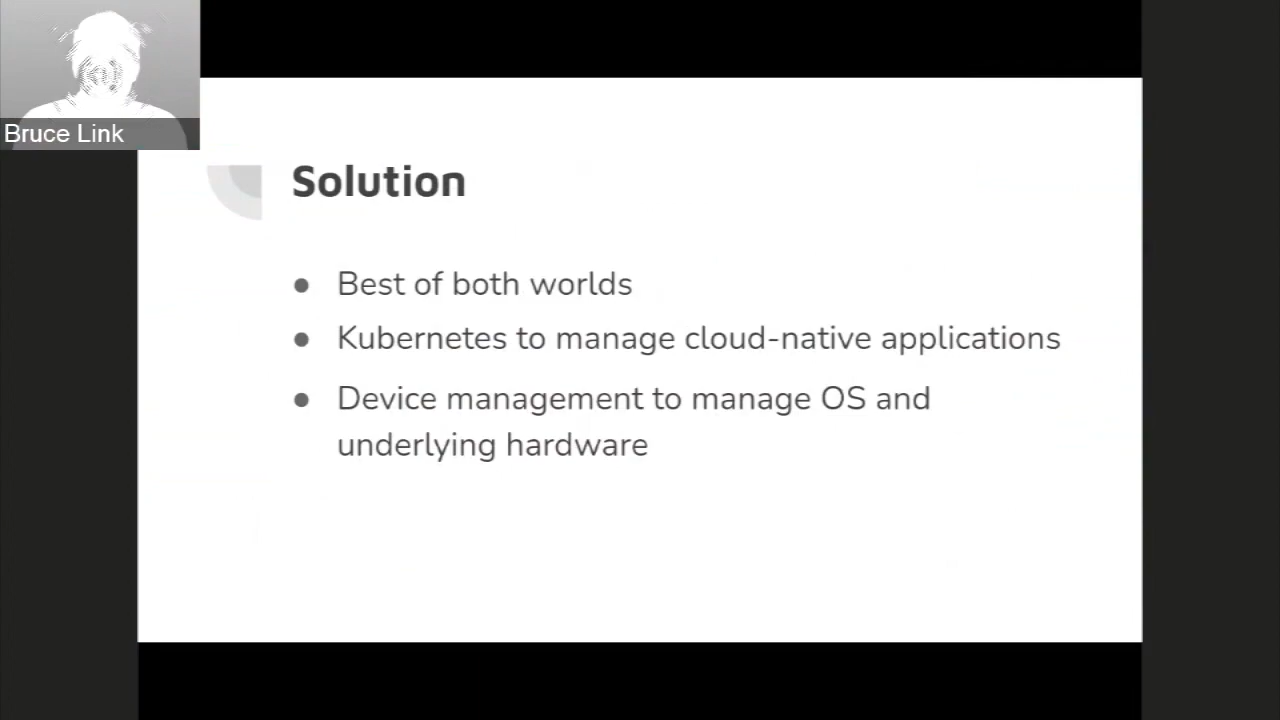 Bruce Link
Solution
● Best of both worlds
● Kubernetes to manage cloud-native applications
● Device management to manage OS and
underlying hardware